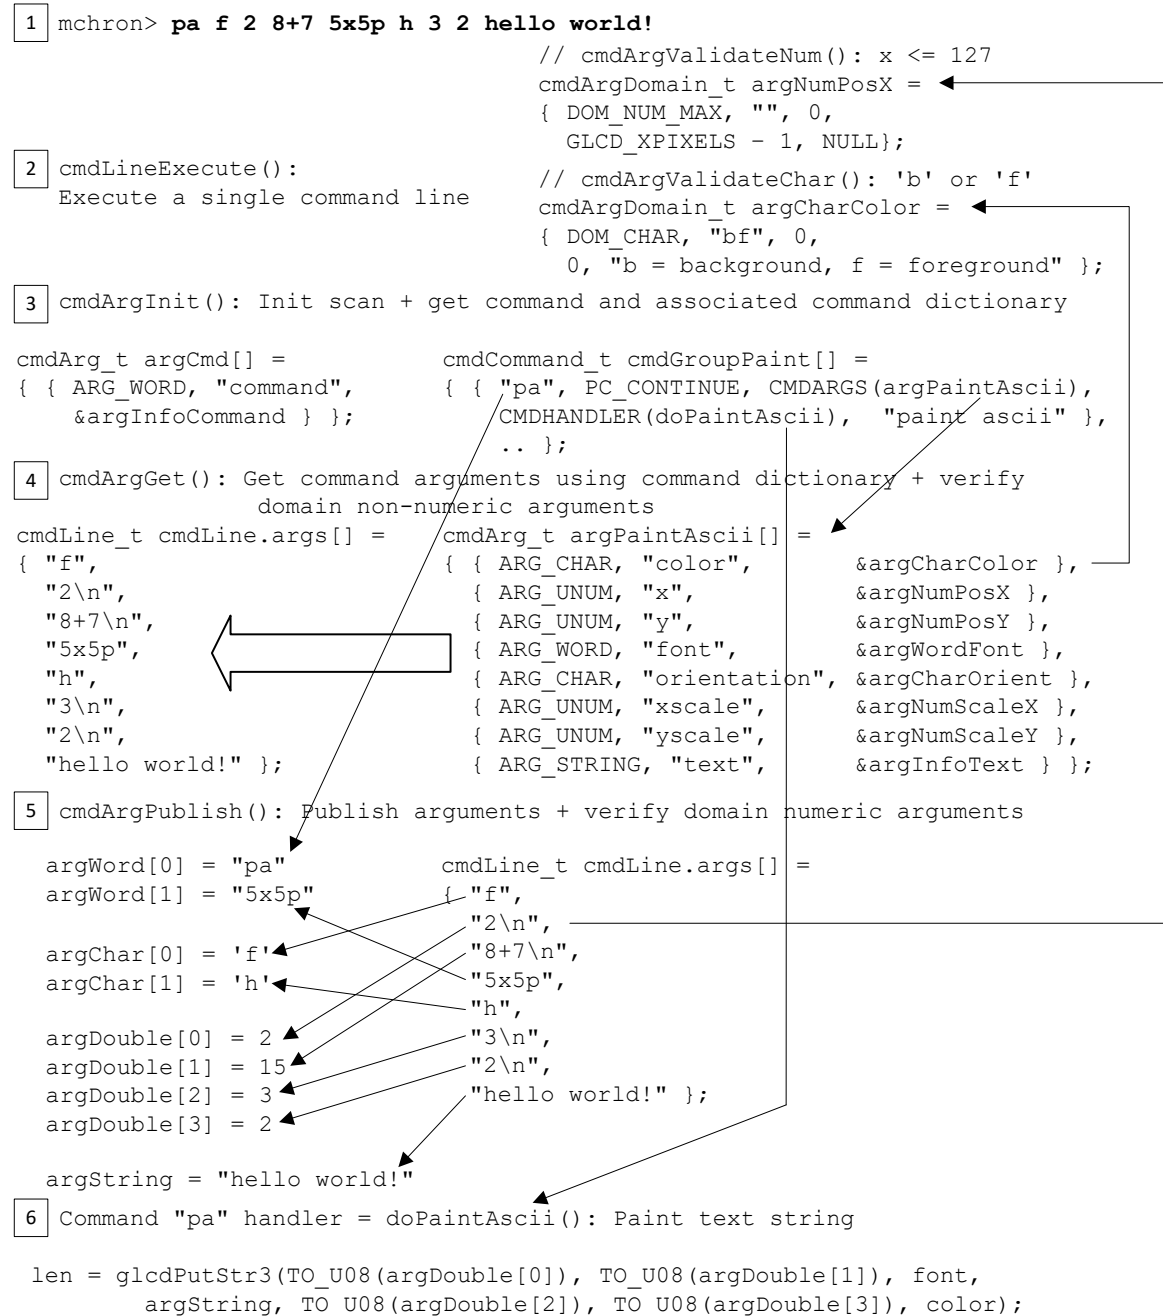 1 mchron> pa f 2 8+7 5x5p h 3 2 hello world!
// cmdArgValidateNum(): x <= 127
cmdArgDomain_t argNumPosX =
{ DOM_NUM_MAX, "", 0,
GLCD_XPIXELS – 1, NULL};
2 cmdLineExecute():
Execute a single command line
// cmdArgValidateChar(): 'b' or 'f'
cmdArgDomain_t argCharColor =
{ DOM_CHAR, "bf", 0,
0, "b = background, f = foreground" };
3 cmdArgInit(): Init scan + get command and associated command dictionary
cmdArg_t argCmd[] =
{ { ARG_WORD, "command",
&argInfoCommand } };
cmdCommand_t cmdGroupPaint[] =
{ { "pa", PC_CONTINUE, CMDARGS(argPaintAscii),
CMDHANDLER(doPaintAscii), "paint ascii" },
.. };
4 cmdArgGet(): Get command arguments using command dictionary + verify
domain non-numeric arguments
cmdLine_t cmdLine.args[] =
{ "f",
"2\n",
"8+7\n",
"5x5p",
"h",
"3\n",
"2\n",
"hello world!" };
cmdArg_t argPaintAscii[] =
{ { ARG_CHAR, "color", &argCharColor },
{ ARG_UNUM, "x", &argNumPosX },
{ ARG_UNUM, "y", &argNumPosY },
{ ARG_WORD, "font", &argWordFont },
{ ARG_CHAR, "orientation", &argCharOrient },
{ ARG_UNUM, "xscale", &argNumScaleX },
{ ARG_UNUM, "yscale", &argNumScaleY },
{ ARG_STRING, "text", &argInfoText } };
5 cmdArgPublish(): Publish arguments + verify domain numeric arguments
argWord[0] = "pa"
argWord[1] = "5x5p"
argChar[0] = 'f'
argChar[1] = 'h'
argDouble[0] = 2
argDouble[1] = 15
argDouble[2] = 3
argDouble[3] = 2
argString = "hello world!"
cmdLine_t cmdLine.args[] =
{ "f",
"2\n",
"8+7\n",
"5x5p",
"h",
"3\n",
"2\n",
"hello world!" };
6 Command "pa" handler = doPaintAscii(): Paint text string
len = glcdPutStr3(TO_U08(argDouble[0]), TO_U08(argDouble[1]), font,
argString, TO_U08(argDouble[2]), TO_U08(argDouble[3]), color);